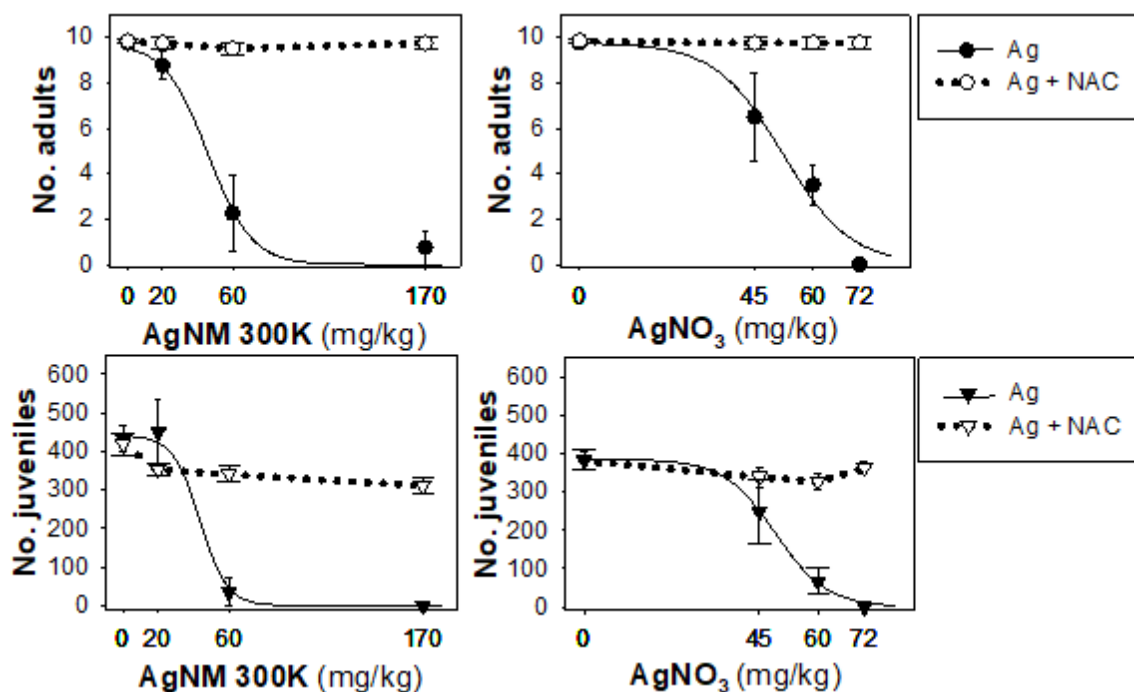 10
8
6
4
2
0
No. adults
0 20 60 170
AgNM 300K (mg/kg)
10
8
6
4
2
0
No. adults
0 45 60 72
AgNO₃ (mg/kg)
Ag
Ag + NAC
600
500
400
300
200
100
0
No. juveniles
0 20 60 170
AgNM 300K (mg/kg)
600
500
400
300
200
100
0
No. juveniles
0 45 60 72
AgNO₃ (mg/kg)
Ag
Ag + NAC